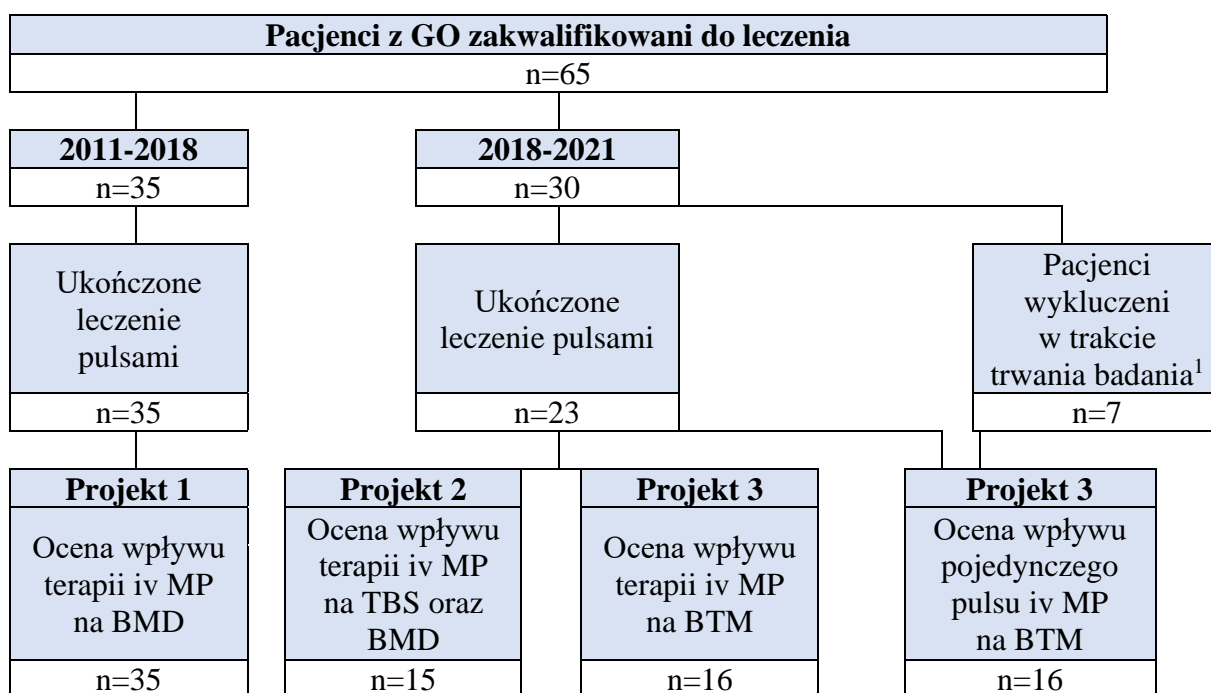 Pacjenci z GO zakwalifikowani do leczenia
n=65
2011-2018
n=35
2018-2021
n=30
Ukończone
leczenie
pulsami
n=35
Ukończone
leczenie pulsami
n=23
Pacjenci
wykluczeni
w trakcie
trwania badania¹
n=7
Projekt 1
Ocena wpływu
terapii iv MP
na BMD
n=35
Projekt 2
Ocena wpływu
terapii iv MP
na TBS oraz
BMD
n=15
Projekt 3
Ocena wpływu
terapii iv MP
na BTM
n=16
Projekt 3
Ocena wpływu
pojedynczego
pulsu iv MP
na BTM
n=16